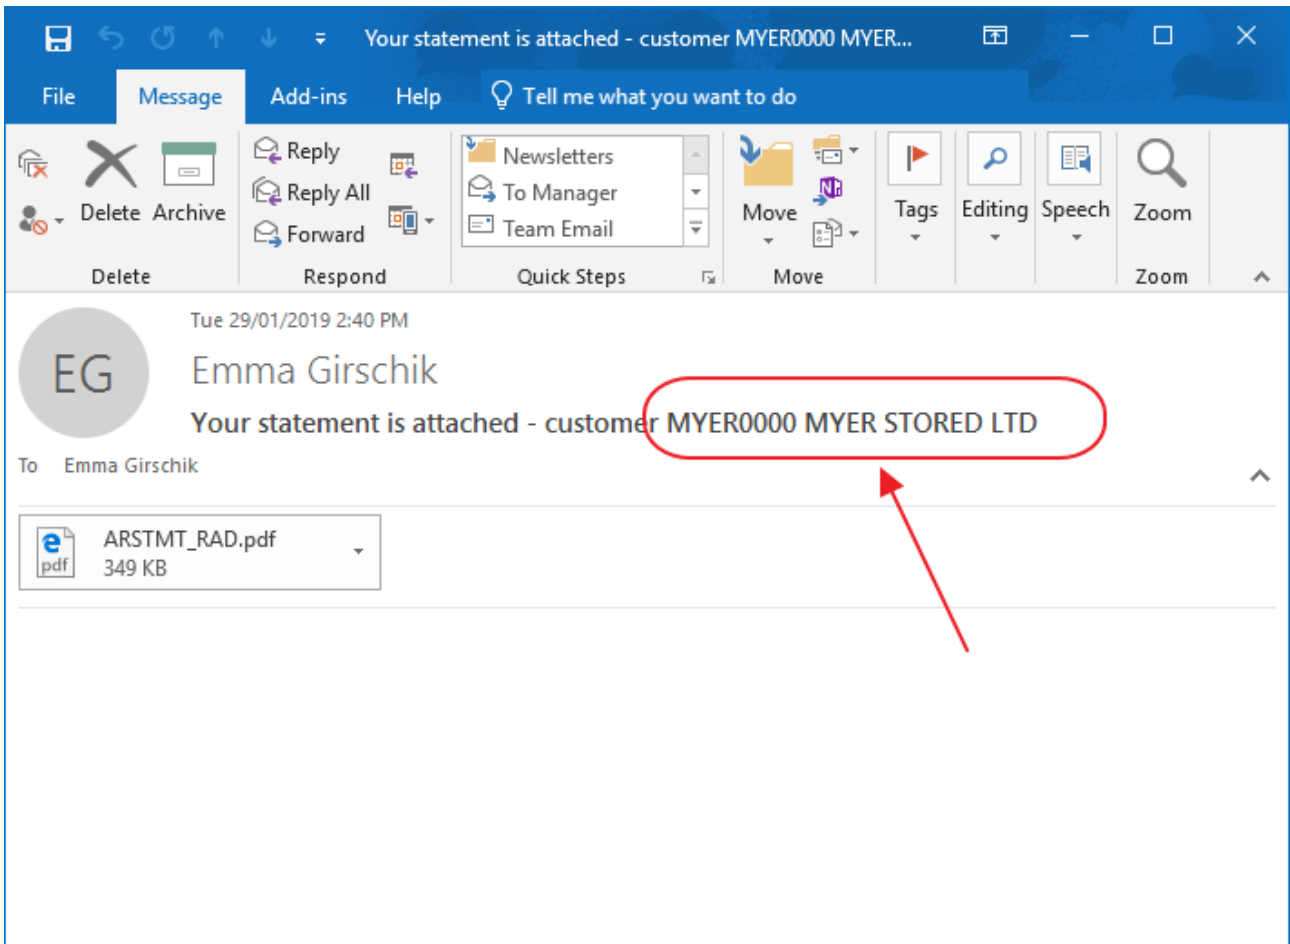 Your statement is attached - customer MYER0000 MYER...
File Message Add-ins Help Tell me what you want to do
Delete Archive
Reply
Reply All
Forward
Newsletters
To Manager
Team Email
Move
Tags Editing Speech Zoom
Delete Respond Quick Steps Move Zoom
Tue 29/01/2019 2:40 PM
EG
Emma Girschik
Your statement is attached - customer MYER0000 MYER STORED LTD
To Emma Girschik
ARSTMT_RAD.pdf
pdf
349 KB